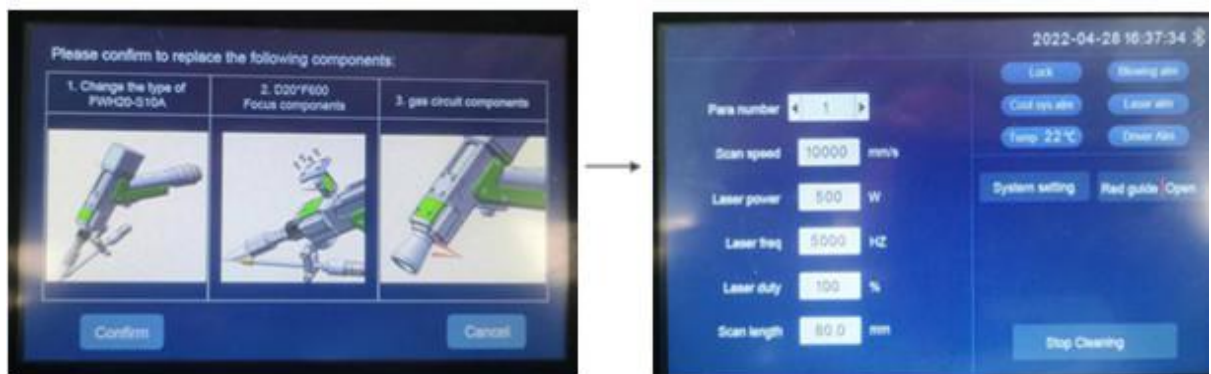 Please confirm to replace the following components:
1. Change the type of
FWH20-S10A
2. D20*F600
Focus components
3. gas circuit components
Confirm
Cancel
2022-04-28 16:37:34
Para number
1
Scan speed
10000
mm/s
Laser power
500
W
Laser freq
5000
HZ
Laser duty
100
%
Scan length
60.0
mm
Lock
Blowing alm
Cool sys alm
Laser alm
Temp 22℃
Driver Alm
System setting
Red guide Open
Stop Cleaning